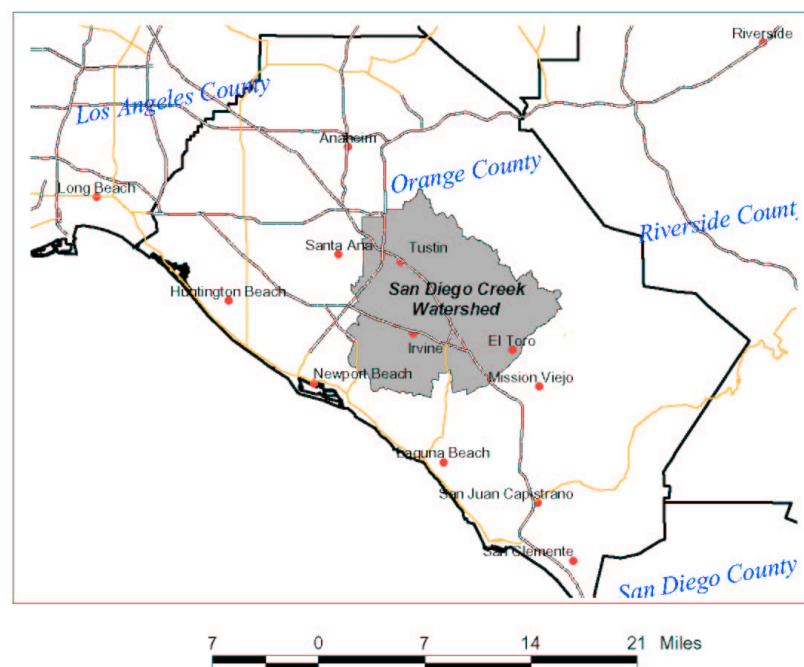 Riverside
Los Angeles County
Anaheim
Orange County
Long Beach
Riverside Count
Santa Ana
Tustin
San Diego Creek
Watershed
Huntington Beach
Irvine
El Toro
Newport Beach
Mission Viejo
Laguna Beach
San Juan Capistrano
San Clemente
San Diego County
7 0 7 14 21 Miles